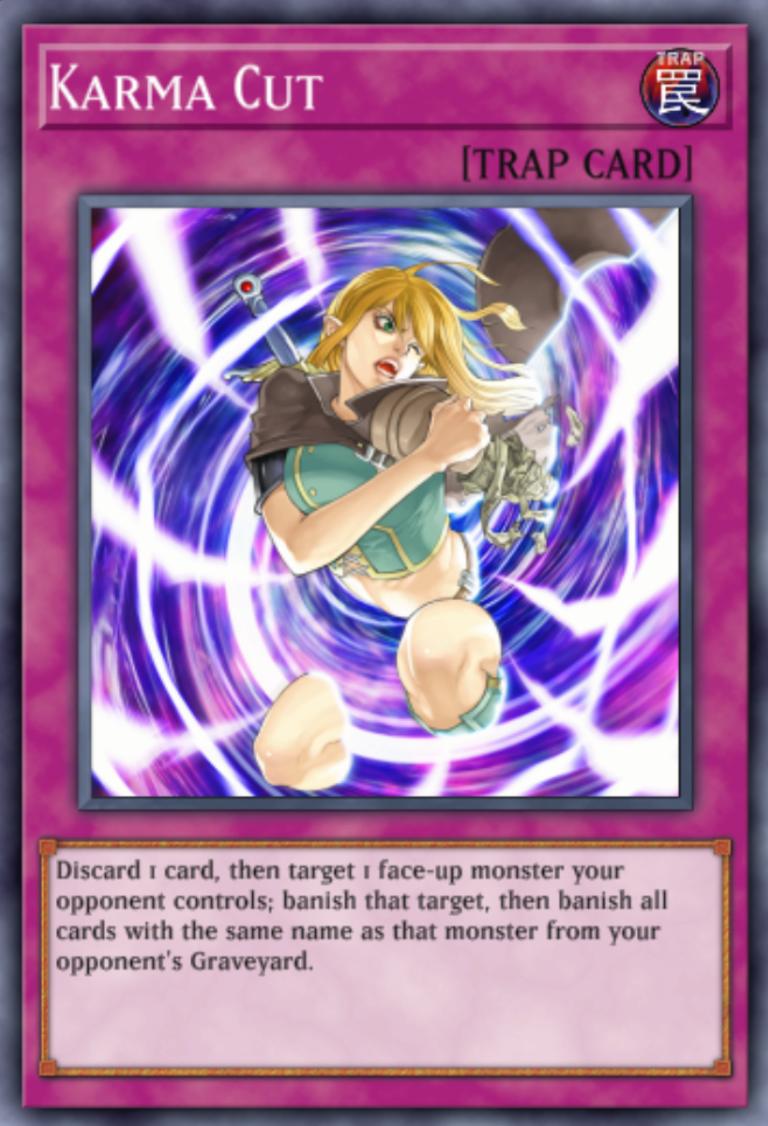 Karma Cut
TRAP
罠
[TRAP CARD]
Discard 1 card, then target 1 face-up monster your
opponent controls; banish that target, then banish all
cards with the same name as that monster from your
opponent's Graveyard.